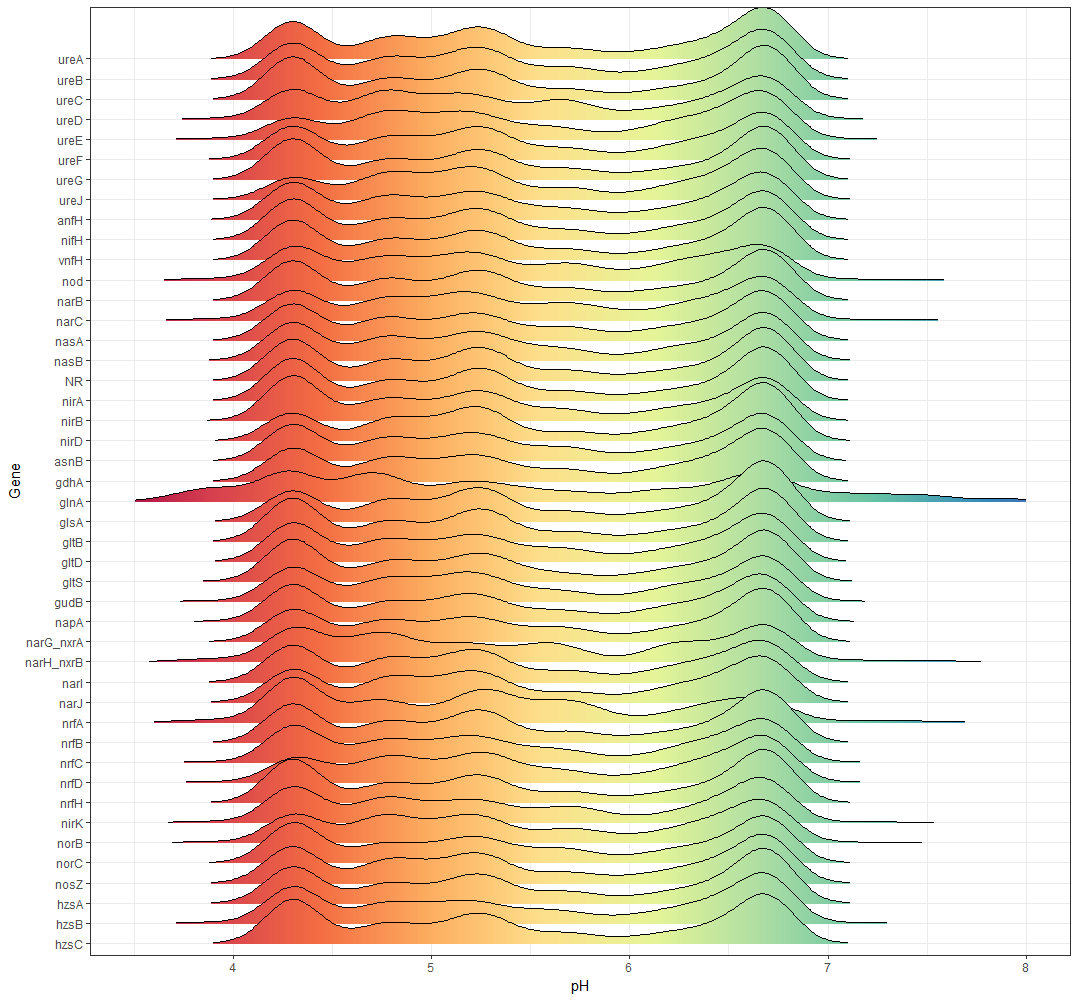 ureA
ureB
ureC
ureD
ureE
ureF
ureG
ureJ
anfH
nifH
vnfH
nod
narB
narC
nasA
nasB
NR
nirA
nirB
nirD
asnB
gdhA
glnA
glsA
gltB
gltD
gltS
gudB
napA
narG_nxrA
narH_nxrB
narI
narJ
nrfA
nrfB
nrfC
nrfD
nrfH
nirK
norB
norC
nosZ
hzsA
hzsB
hzsC
Gene
4 5 6 7 8
pH